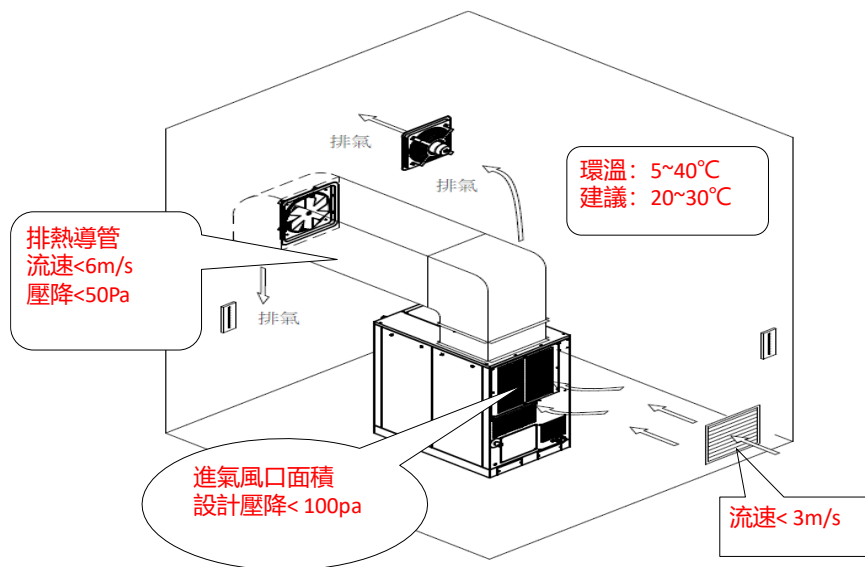 排氣
排氣
環溫：5~40℃
建議：20~30℃
排熱導管
流速<6m/s
壓降<50Pa
排氣
進氣風口面積
設計壓降< 100pa
流速< 3m/s